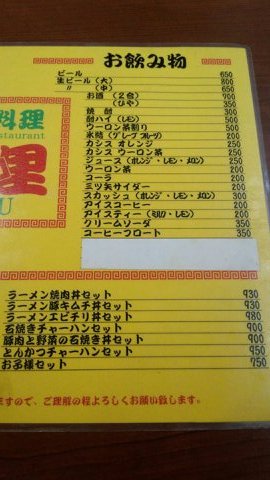 お飲み物
ビール 650
生ビール（大） 850
〃 （中） 650
お酒（2合） 700
（ひや） 350
焼酎 300
酎ハイ（レモン） 500
ウーロン茶割り 500
氷結（グレープフルーツ） 200
カシス オレンジ 250
カシス ウーロン茶 250
ジュース（オレンジ・レモン・メロン） 250
ウーロン茶 200
コーラ 200
三ツ矢サイダー 200
スカッシュ（オレンジ・レモン・メロン） 350
アイスコーヒー 200
アイスティー（ミルク・レモン） 200
クリームソーダ 350
コーヒーフロート 350
料理
estaurant
理
U
ラーメン焼肉丼セット 930
ラーメン豚キムチ丼セット 930
ラーメンエビチリ丼セット 980
石焼きチャーハンセット 900
豚肉と野菜の石焼き丼セット 900
とんかつチャーハンセット 950
お子様セット 750
ますので、ご理解の程よろしくお願い致します。